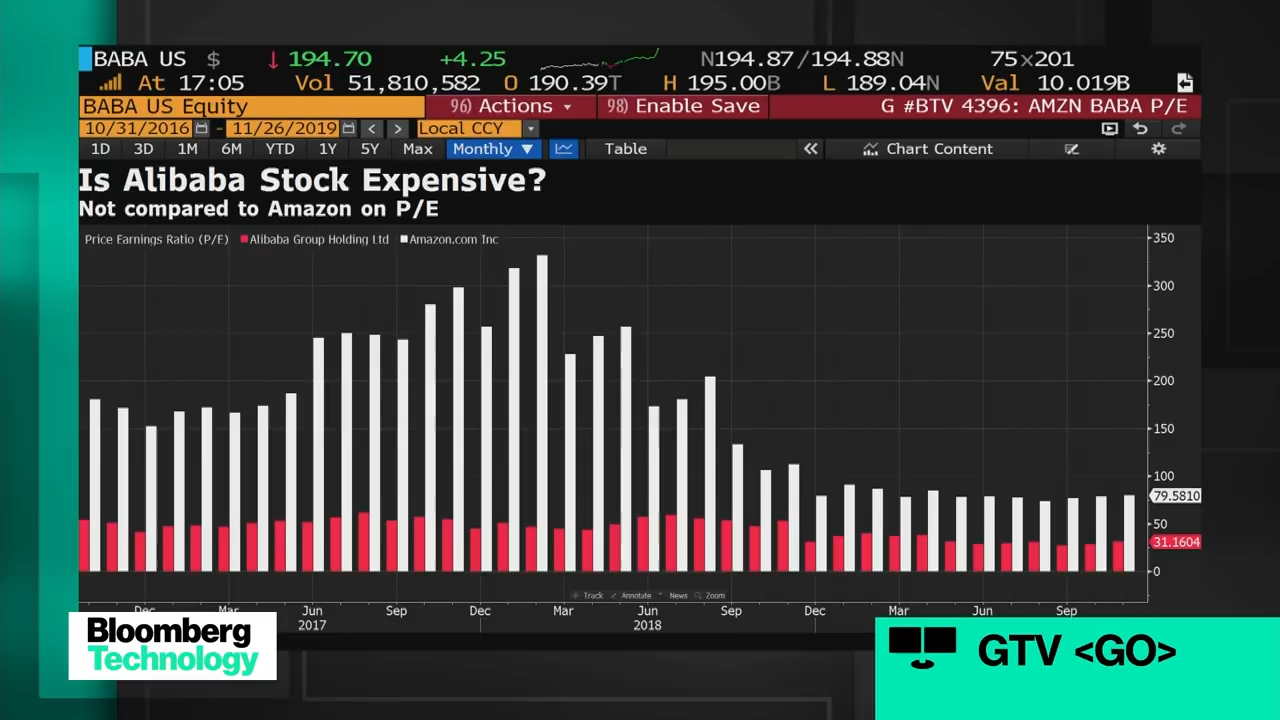 BABA US $ ↓ 194.70 +4.25 N194.87/194.88N 75×201
At 17:05 Vol 51,810,582 O 190.39T H 195.00B L 189.04N Val 10.019B
BABA US Equity 96) Actions 98) Enable Save G #BTV 4396: AMZN BABA P/E
10/31/2016 - 11/26/2019 < > Local CCY
1D 3D 1M 6M YTD 1Y 5Y Max Monthly ▼ Table « Chart Content
Is Alibaba Stock Expensive?
Not compared to Amazon on P/E
Price Earnings Ratio (P/E) Alibaba Group Holding Ltd Amazon.com Inc
350
300
250
200
150
100
79.5810
50
31.1604
0
Track Annotate News Zoom
Dec Mar Jun Sep Dec Mar Jun Sep Dec Mar Jun Sep
2017 2018
Bloomberg
Technology
GTV <GO>